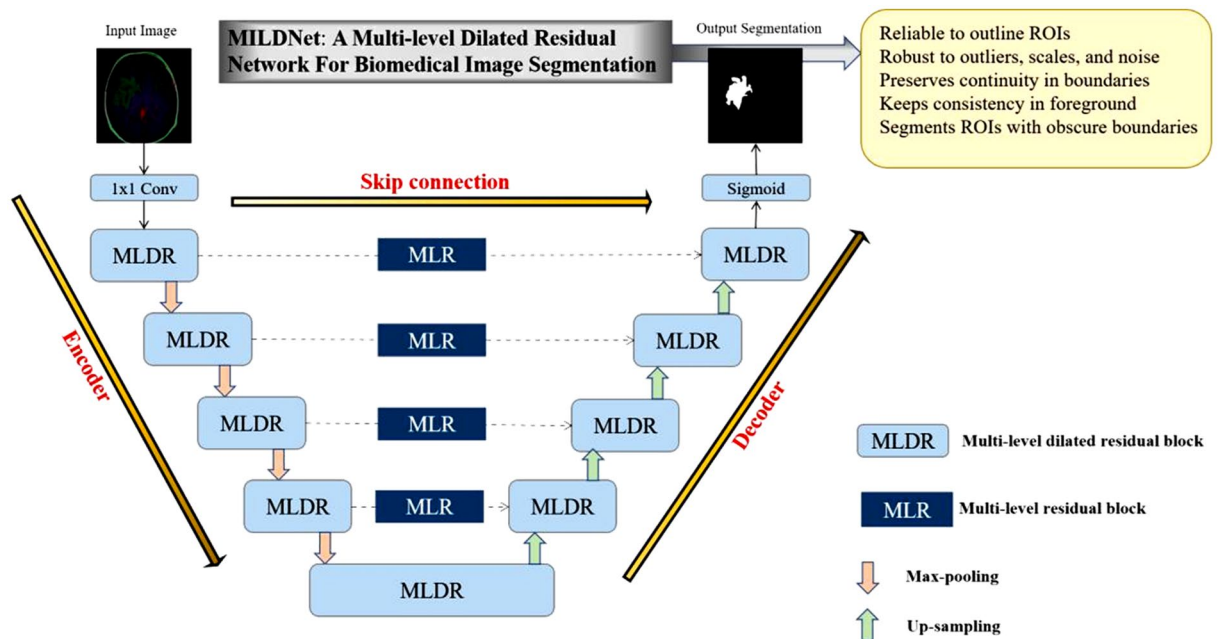 Input Image
MILDNet: A Multi-level Dilated Residual
Network For Biomedical Image Segmentation
Output Segmentation
Reliable to outline ROIs
Robust to outliers, scales, and noise
Preserves continuity in boundaries
Keeps consistency in foreground
Segments ROIs with obscure boundaries
1x1 Conv
Skip connection
Sigmoid
MLDR
MLR
MLDR
MLDR
MLR
MLDR
Encoder
Decoder
MLDR
MLR
MLDR
MLDR
MLR
MLDR
MLDR
MLDR
Multi-level dilated residual block
MLR
Multi-level residual block
Max-pooling
Up-sampling